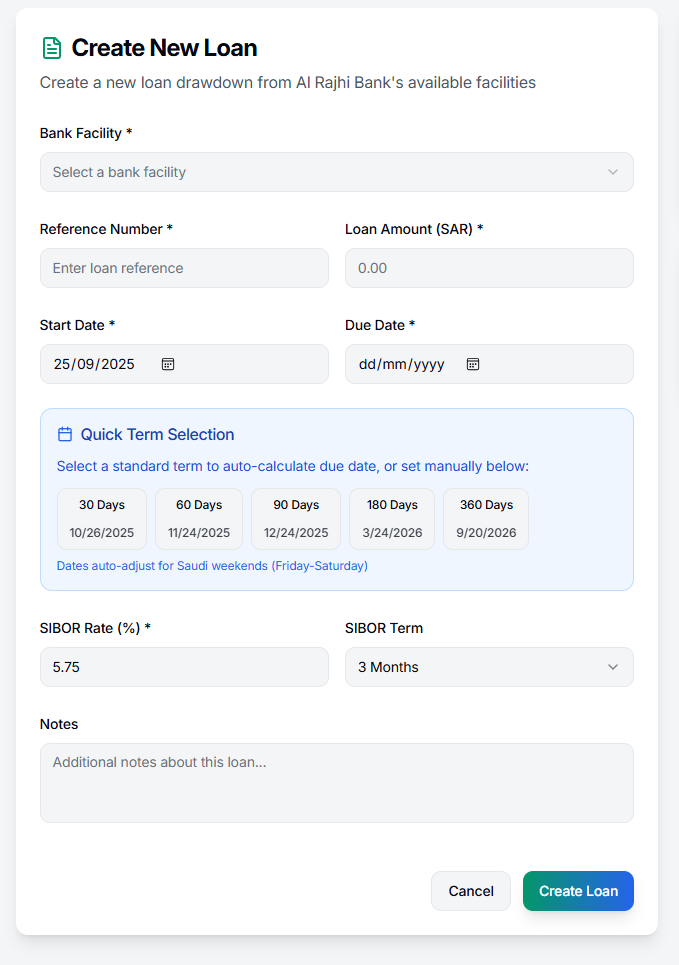 Create New Loan
Create a new loan drawdown from Al Rajhi Bank's available facilities
Bank Facility *
Select a bank facility
Reference Number *
Loan Amount (SAR) *
Enter loan reference
0.00
Start Date *
Due Date *
25/09/2025
dd/mm/yyyy
Quick Term Selection
Select a standard term to auto-calculate due date, or set manually below:
30 Days
60 Days
90 Days
180 Days
360 Days
10/26/2025
11/24/2025
12/24/2025
3/24/2026
9/20/2026
Dates auto-adjust for Saudi weekends (Friday-Saturday)
SIBOR Rate (%) *
SIBOR Term
5.75
3 Months
Notes
Additional notes about this loan...
Cancel
Create Loan